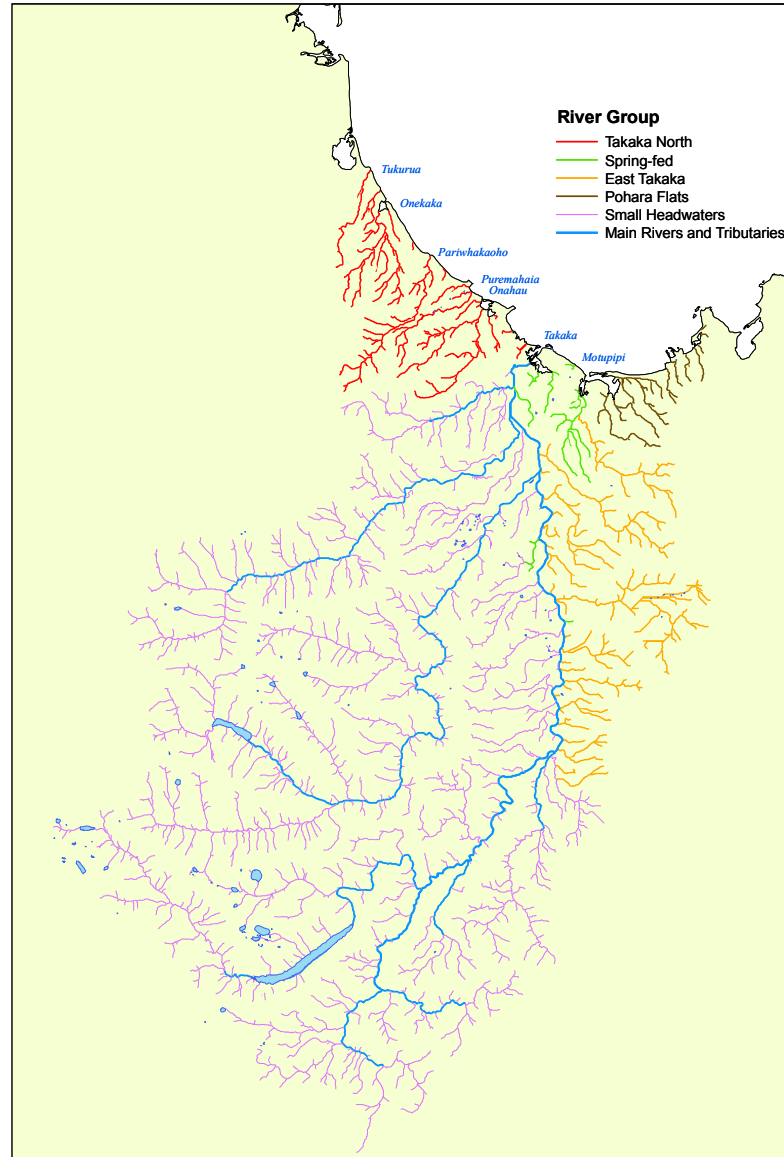 River Group
Takaka North
Spring-fed
East Takaka
Pohara Flats
Small Headwaters
Main Rivers and Tributaries
Tukurua
Onekaka
Pariwhakaoho
Puremahaia
Onahau
Takaka
Motupipi